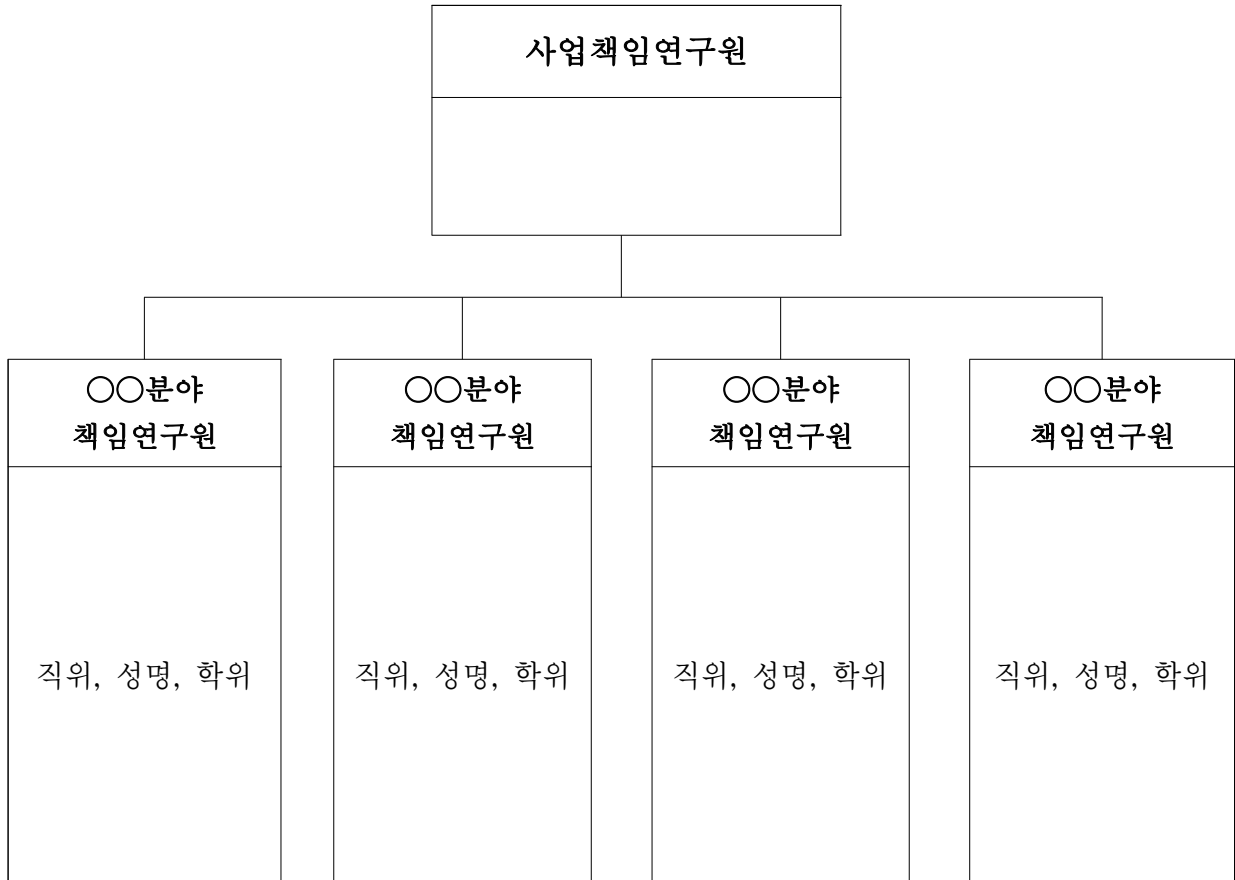 사업책임연구원
○○분야
책임연구원
직위, 성명, 학위
○○분야
책임연구원
직위, 성명, 학위
○○분야
책임연구원
직위, 성명, 학위
○○분야
책임연구원
직위, 성명, 학위